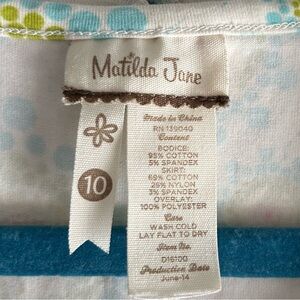 Matilda Jane
10
Made in China
RN 139040
Content
BODICE:
95% COTTON
5% SPANDEX
SKIRT:
69% COTTON
28% NYLON
3% SPANDEX
OVERLAY:
100% POLYESTER
Care
WASH COLD
LAY FLAT TO DRY
Item No.
D16100
Production Date
June-14